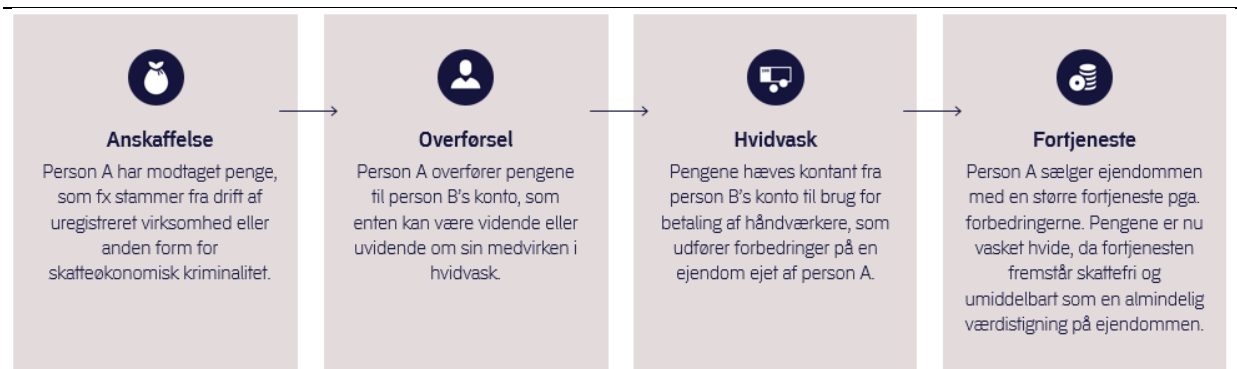 Anskaffelse
Person A har modtaget penge,
som fx stammer fra drift af
uregistreret virksomhed eller
anden form for
skatteøkonomisk kriminalitet.
Overførsel
Person A overfører pengene
til person B's konto, som
enten kan være vidende eller
uvidende om sin medvirken i
hvidvask.
Hvidvask
Pengene hæves kontant fra
person B's konto til brug for
betaling af håndværkere, som
udfører forbedringer på en
ejendom ejet af person A.
Fortjeneste
Person A sælger ejendommen
med en større fortjeneste pga.
forbedringerne. Pengene er nu
vasket hvide, da fortjenesten
fremstår skattefri og
umiddelbart som en almindelig
værdistigning på ejendommen.